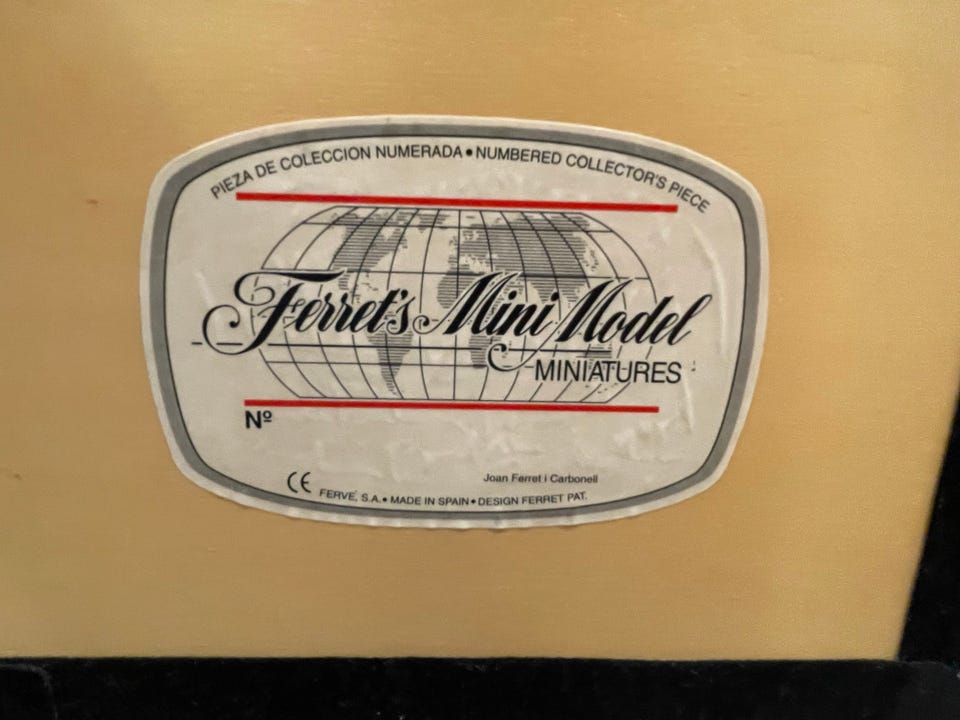 PIEZA DE COLECCION NUMERADA • NUMBERED COLLECTOR'S PIECE
Ferret's Mini Model
MINIATURES
Nº
Joan Ferret i Carbonell
CE FERVE, S.A. • MADE IN SPAIN • DESIGN FERRET PAT.